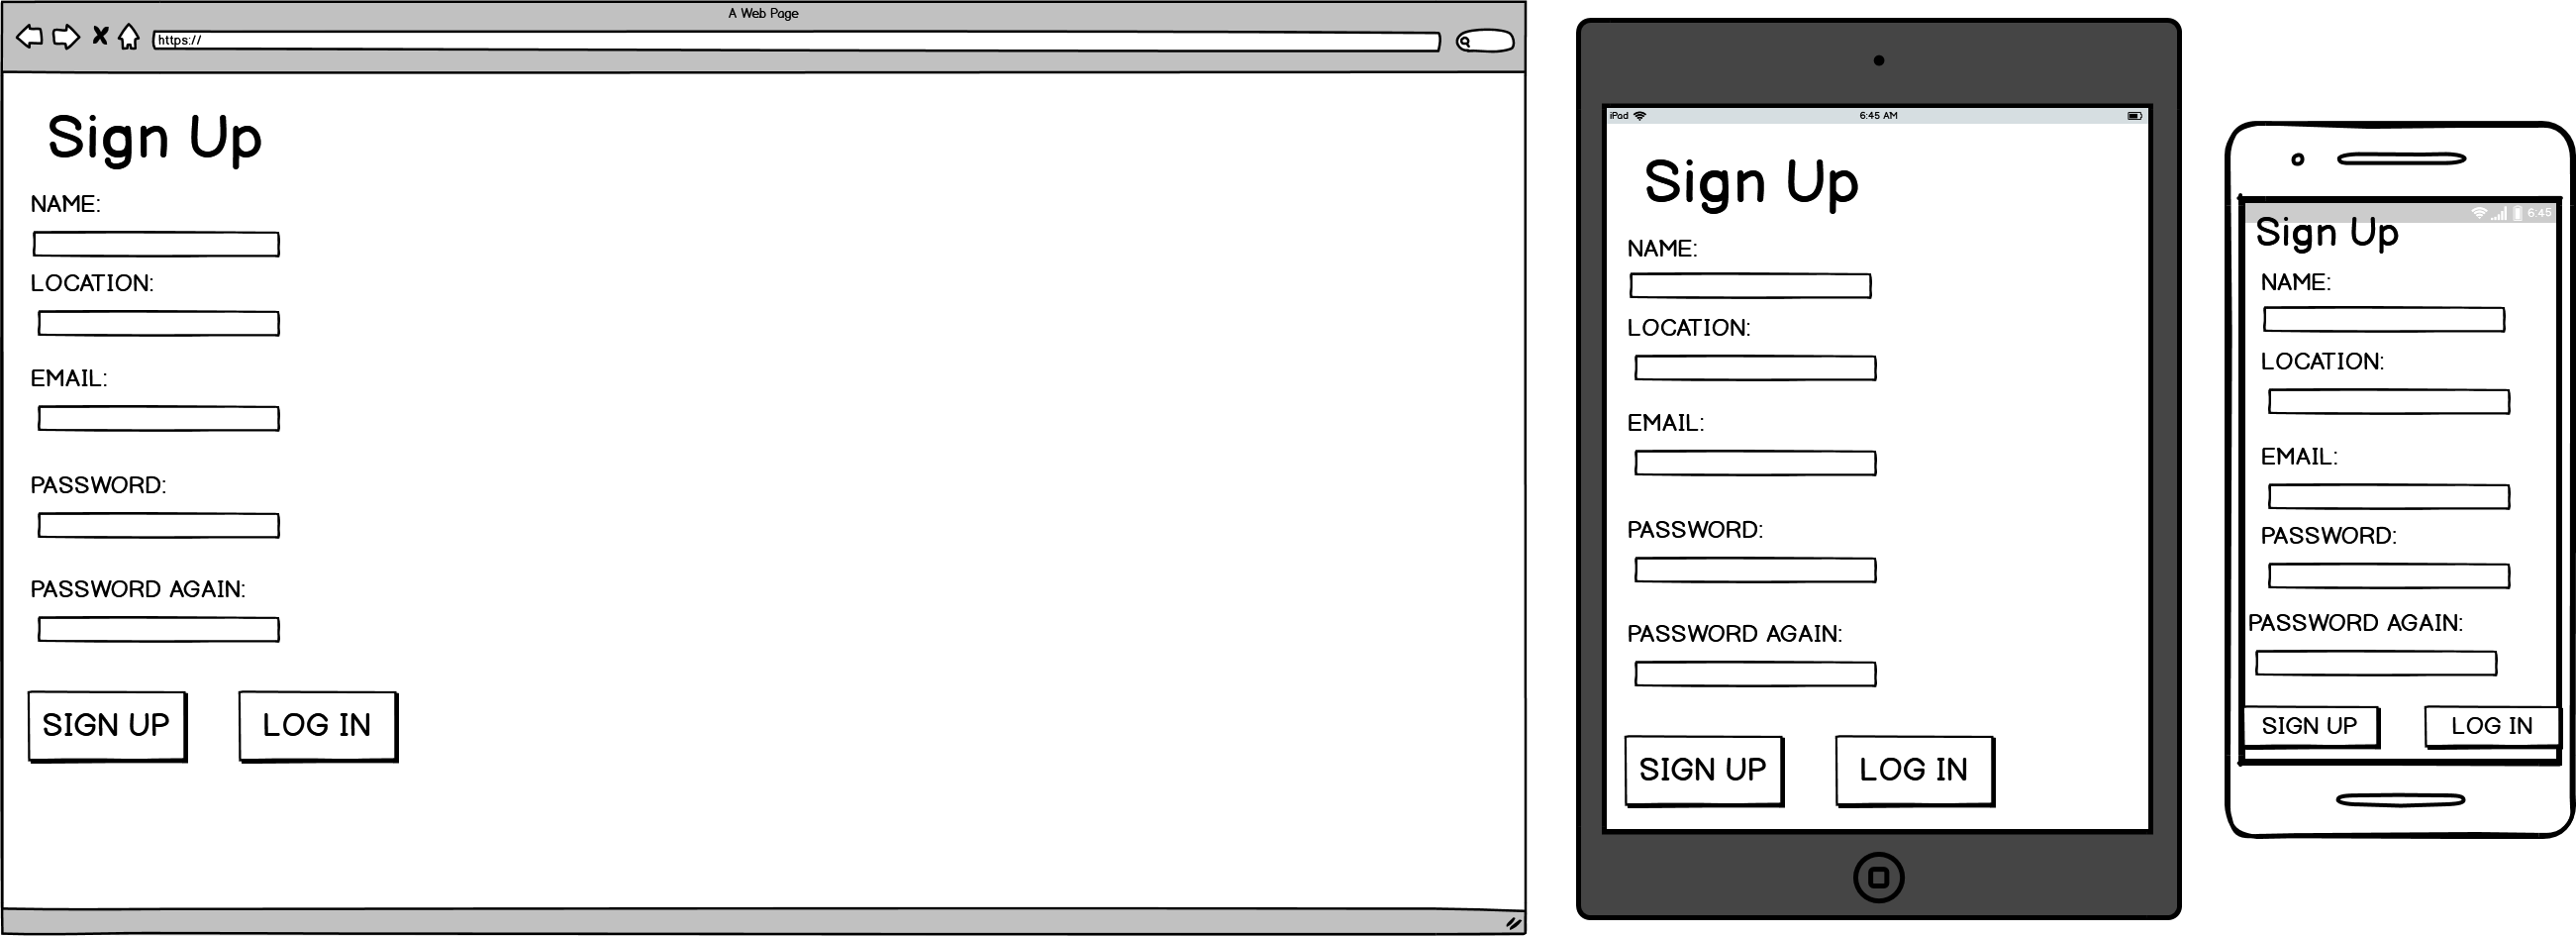 A Web Page
https://
Sign Up
NAME:
LOCATION:
EMAIL:
PASSWORD:
PASSWORD AGAIN:
SIGN UP LOG IN
iPad 6:45 AM
Sign Up
NAME:
LOCATION:
EMAIL:
PASSWORD:
PASSWORD AGAIN:
SIGN UP LOG IN
6:45
Sign Up
NAME:
LOCATION:
EMAIL:
PASSWORD:
PASSWORD AGAIN:
SIGN UP LOG IN